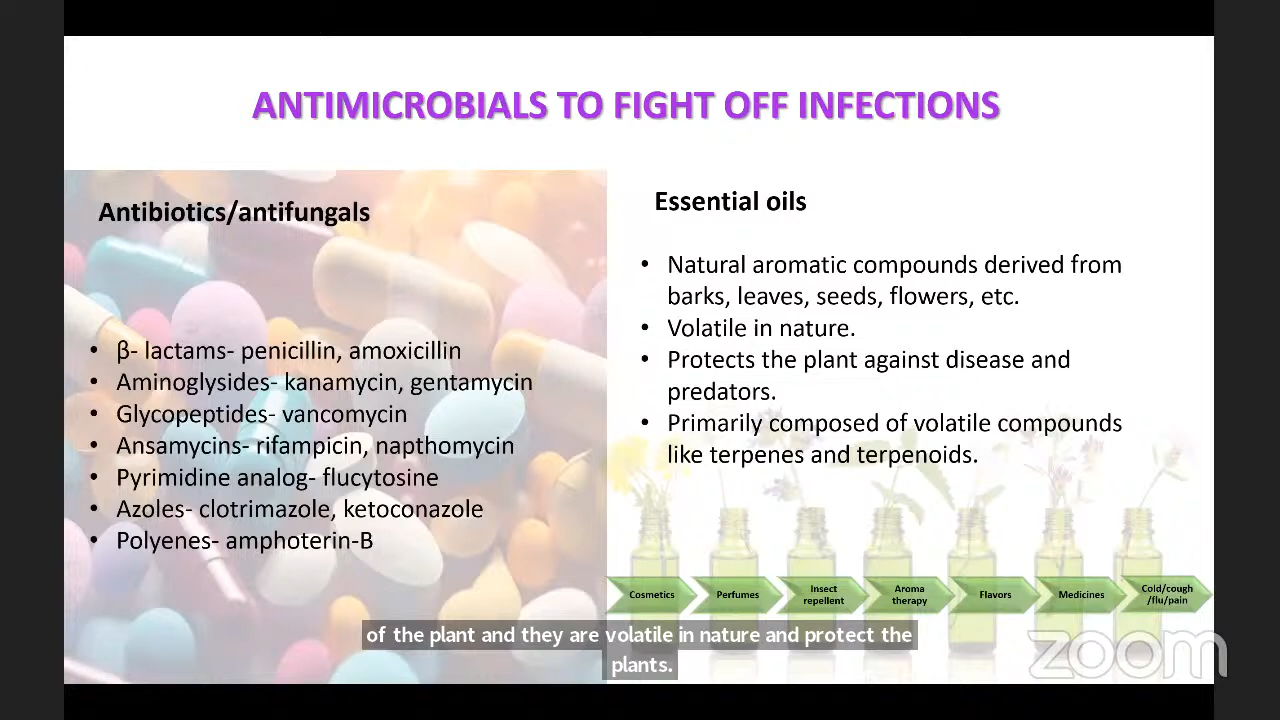 ANTIMICROBIALS TO FIGHT OFF INFECTIONS
Antibiotics/antifungals
• β- lactams- penicillin, amoxicillin
• Aminoglysides- kanamycin, gentamycin
• Glycopeptides- vancomycin
• Ansamycins- rifampicin, napthomycin
• Pyrimidine analog- flucytosine
• Azoles- clotrimazole, ketoconazole
• Polyenes- amphoterin-B
Essential oils
• Natural aromatic compounds derived from
barks, leaves, seeds, flowers, etc.
• Volatile in nature.
• Protects the plant against disease and
predators.
• Primarily composed of volatile compounds
like terpenes and terpenoids.
Cosmetics
Perfumes
Insect
repellent
Aroma
therapy
Flavors
Medicines
Cold/cough
/flu/pain
of the plant and they are volatile in nature and protect the
plants.
zoom